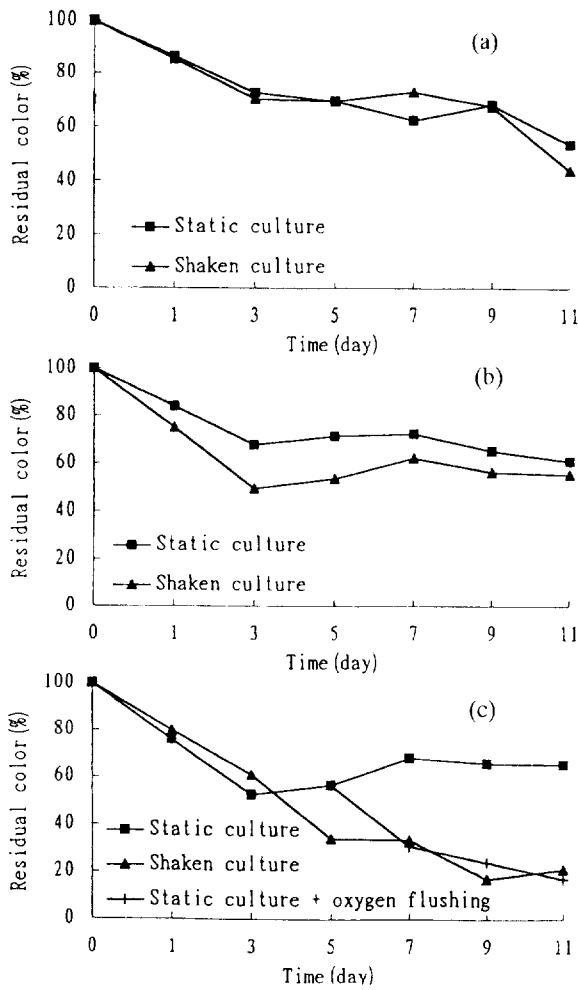 (a)
Residual color(%)
100
80
60
40
20
0
Static culture
Shaken culture
0 1 3 5 7 9 11
Time(day)
(b)
Residual color(%)
100
80
60
40
20
0
Static culture
Shaken culture
0 1 3 5 7 9 11
Time(day)
(c)
Residual color(%)
100
80
60
40
20
0
Static culture
Shaken culture
Static culture + oxygen flushing
0 1 3 5 7 9 11
Time(day)